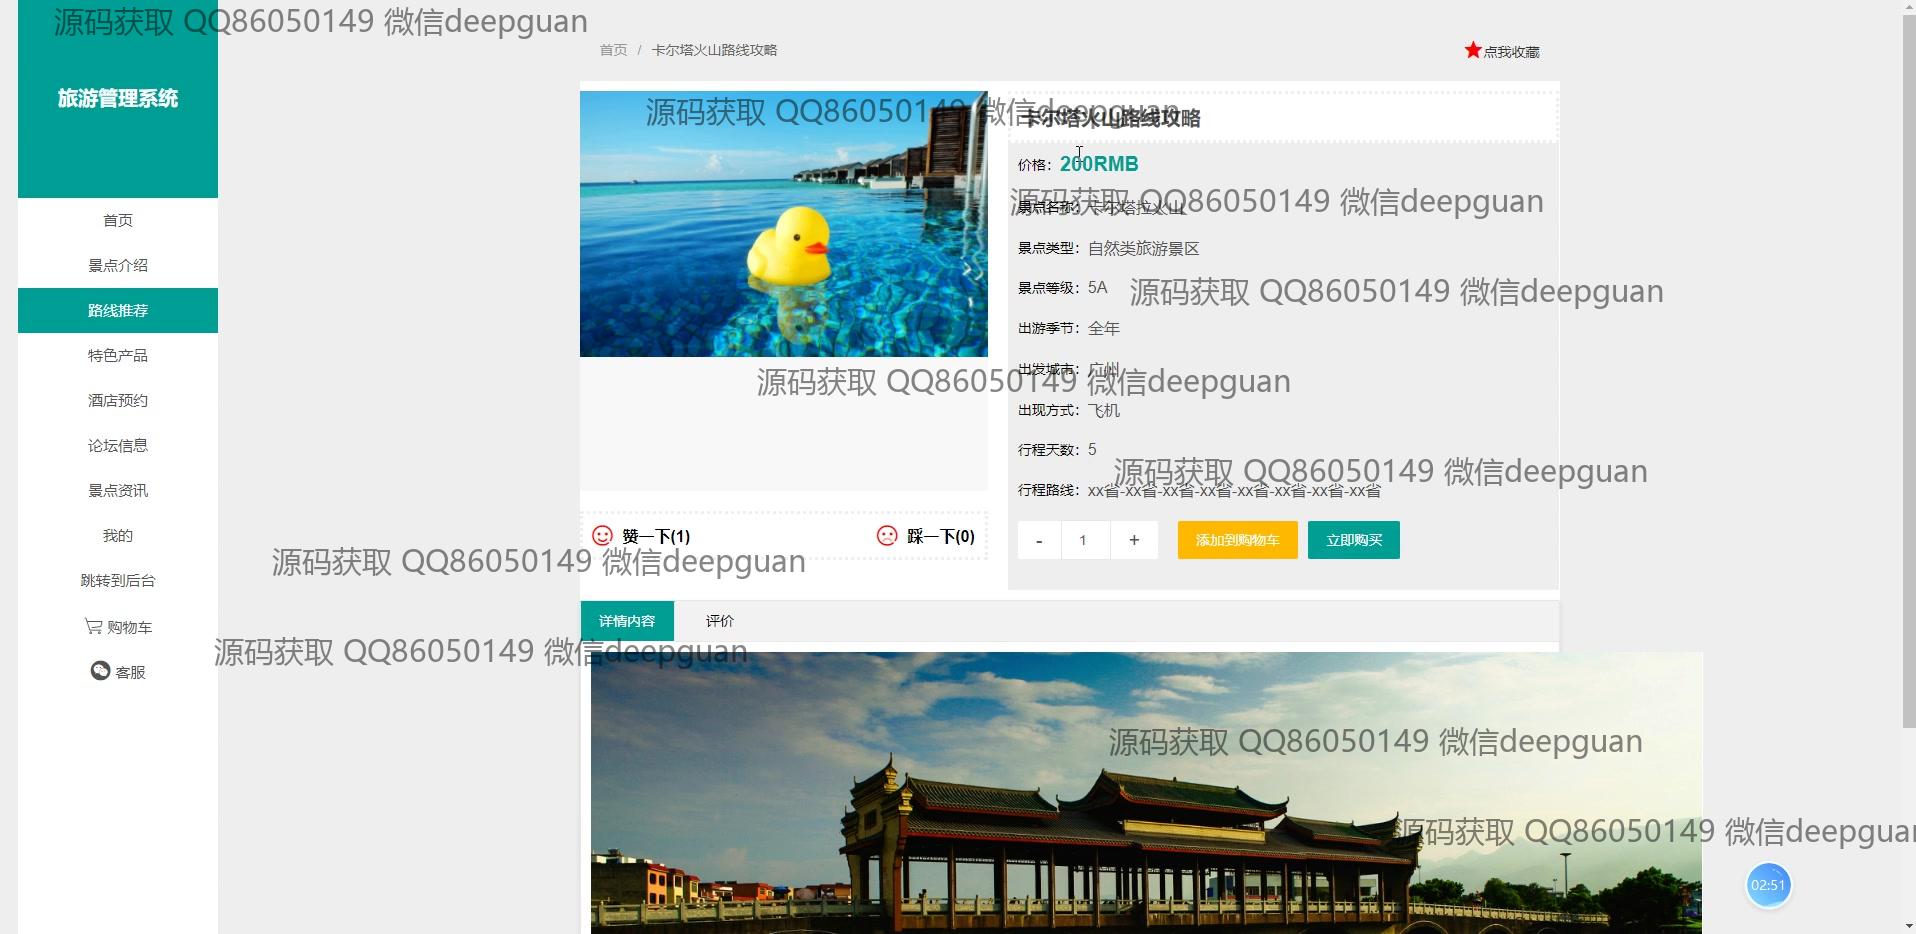 源码获取 QQ86050149 微信deepguan
旅游管理系统
首页
景点介绍
路线推荐
特色产品
酒店预约
论坛信息
景点资讯
我的
跳转到后台
购物车
客服
首页 / 卡尔塔火山路线攻略
点我收藏
源码获取 QQ86050149 微信deepguan
卡尔塔火山路线攻略
价格：200RMB
源码获取 QQ86050149 微信deepguan
景点名称：卡尔塔拉火山
景点类型：自然类旅游景区
景点等级：5A
源码获取 QQ86050149 微信deepguan
出游季节：全年
出发城市：广州
源码获取 QQ86050149 微信deepguan
出现方式：飞机
行程天数：5
源码获取 QQ86050149 微信deepguan
行程路线：xx省-xx省-xx省-xx省-xx省-xx省-xx省-xx省
赞一下(1)
踩一下(0)
- 1 +
添加到购物车
立即购买
源码获取 QQ86050149 微信deepguan
详情内容
评价
源码获取 QQ86050149 微信deepguan
源码获取 QQ86050149 微信deepguan
源码获取 QQ86050149 微信deepguan
02:51